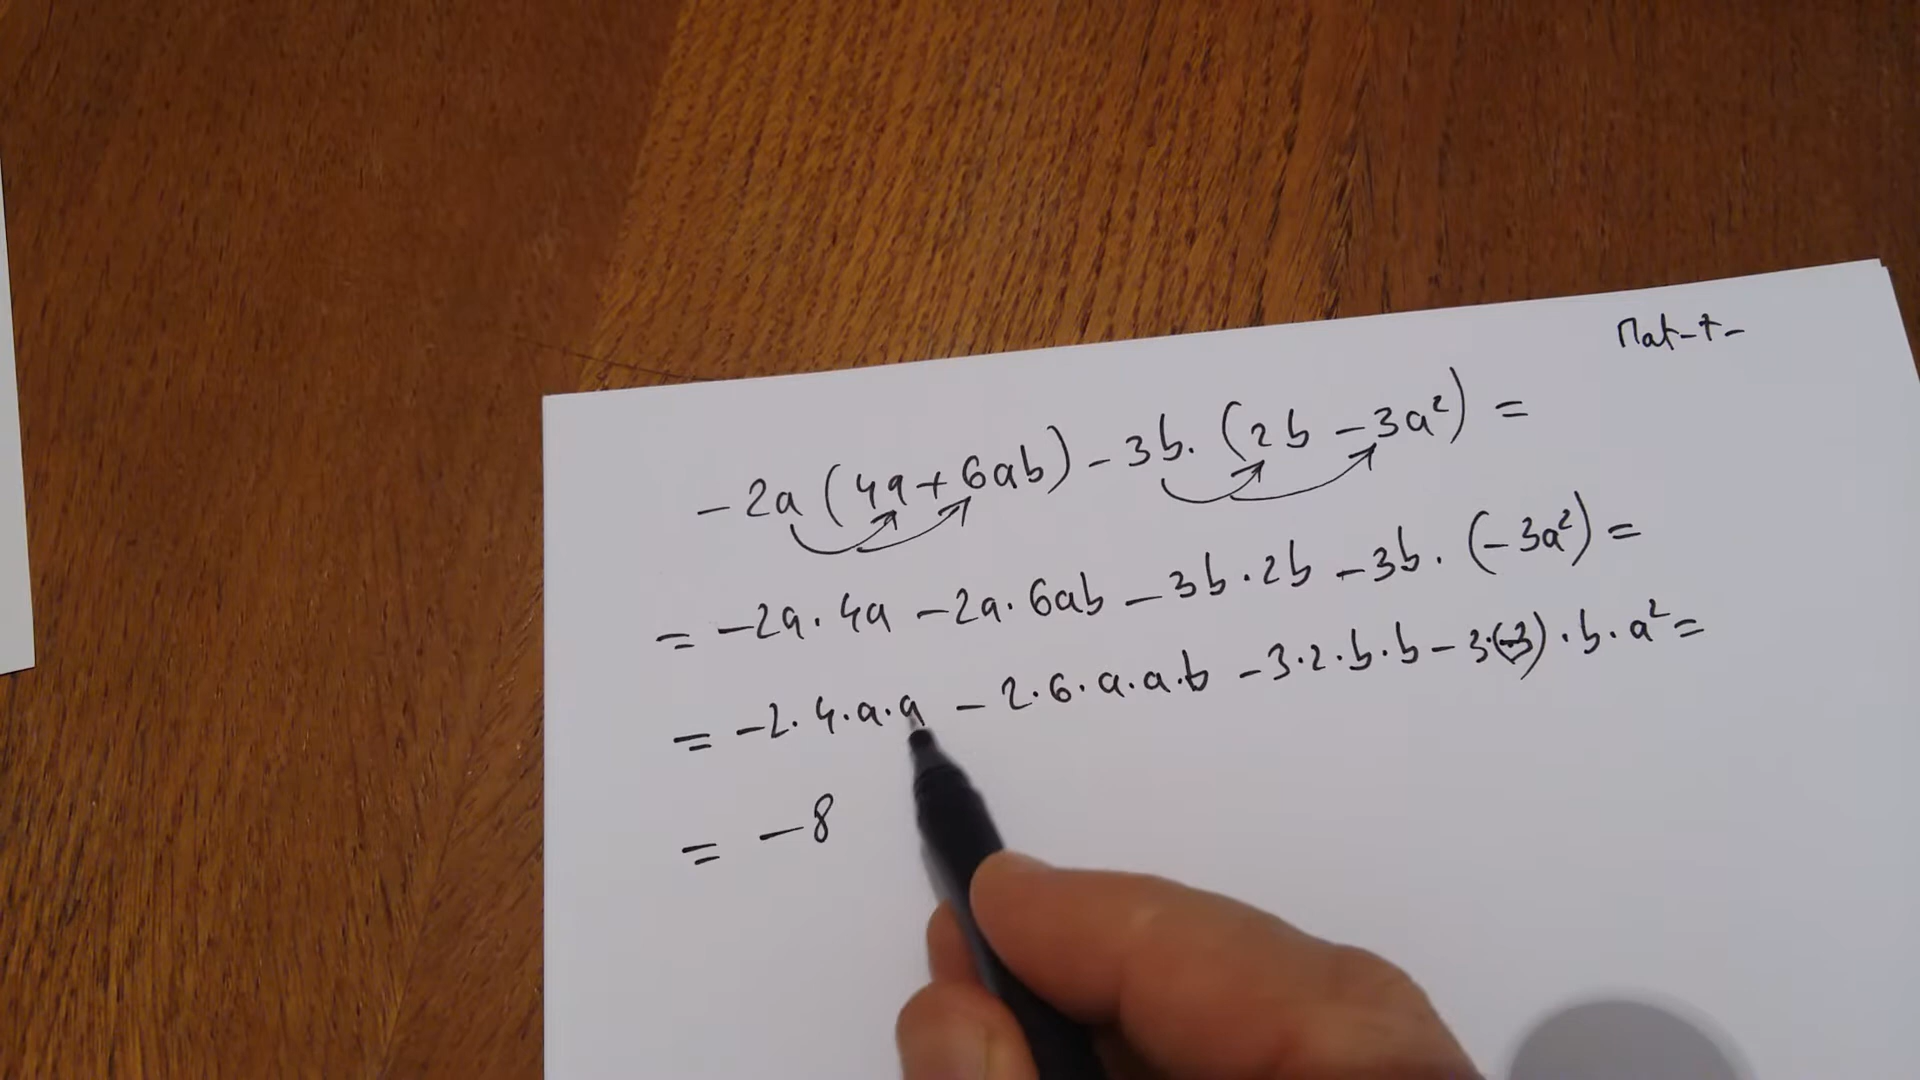 Пак - + -
- 2a (4a + 6ab) - 3b. (2b - 3a²) =
= -2a . 4a - 2a . 6ab - 3b . 2b - 3b . (-3a²) =
= -2 . 4 . a . a - 2 . 6 . a . a . b - 3 . 2 . b . b - 3 . (-3) . b . a² =
= - 8